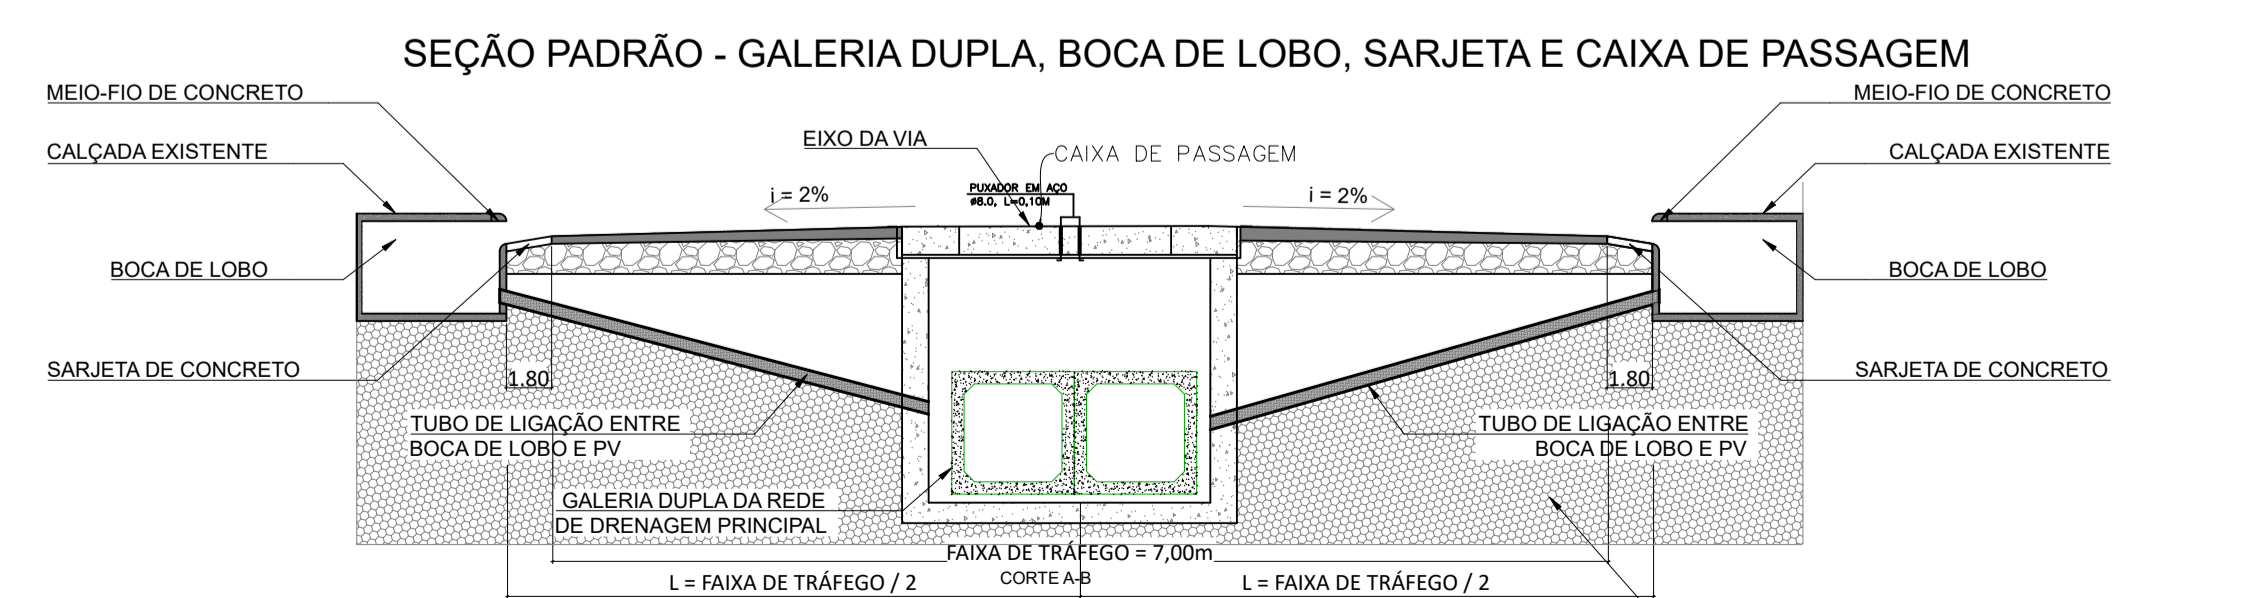 SEÇÃO PADRÃO - GALERIA DUPLA, BOCA DE LOBO, SARJETA E CAIXA DE PASSAGEM
MEIO-FIO DE CONCRETO
MEIO-FIO DE CONCRETO
CALÇADA EXISTENTE
EIXO DA VIA
CAIXA DE PASSAGEM
CALÇADA EXISTENTE
i = 2%
PUXADOR EM AÇO
ø8.0, L=0,10M
i = 2%
BOCA DE LOBO
BOCA DE LOBO
SARJETA DE CONCRETO
1.80
1.80
SARJETA DE CONCRETO
TUBO DE LIGAÇÃO ENTRE
BOCA DE LOBO E PV
TUBO DE LIGAÇÃO ENTRE
BOCA DE LOBO E PV
GALERIA DUPLA DA REDE
DE DRENAGEM PRINCIPAL
FAIXA DE TRÁFEGO = 7,00m
L = FAIXA DE TRÁFEGO / 2
CORTE A-B
L = FAIXA DE TRÁFEGO / 2